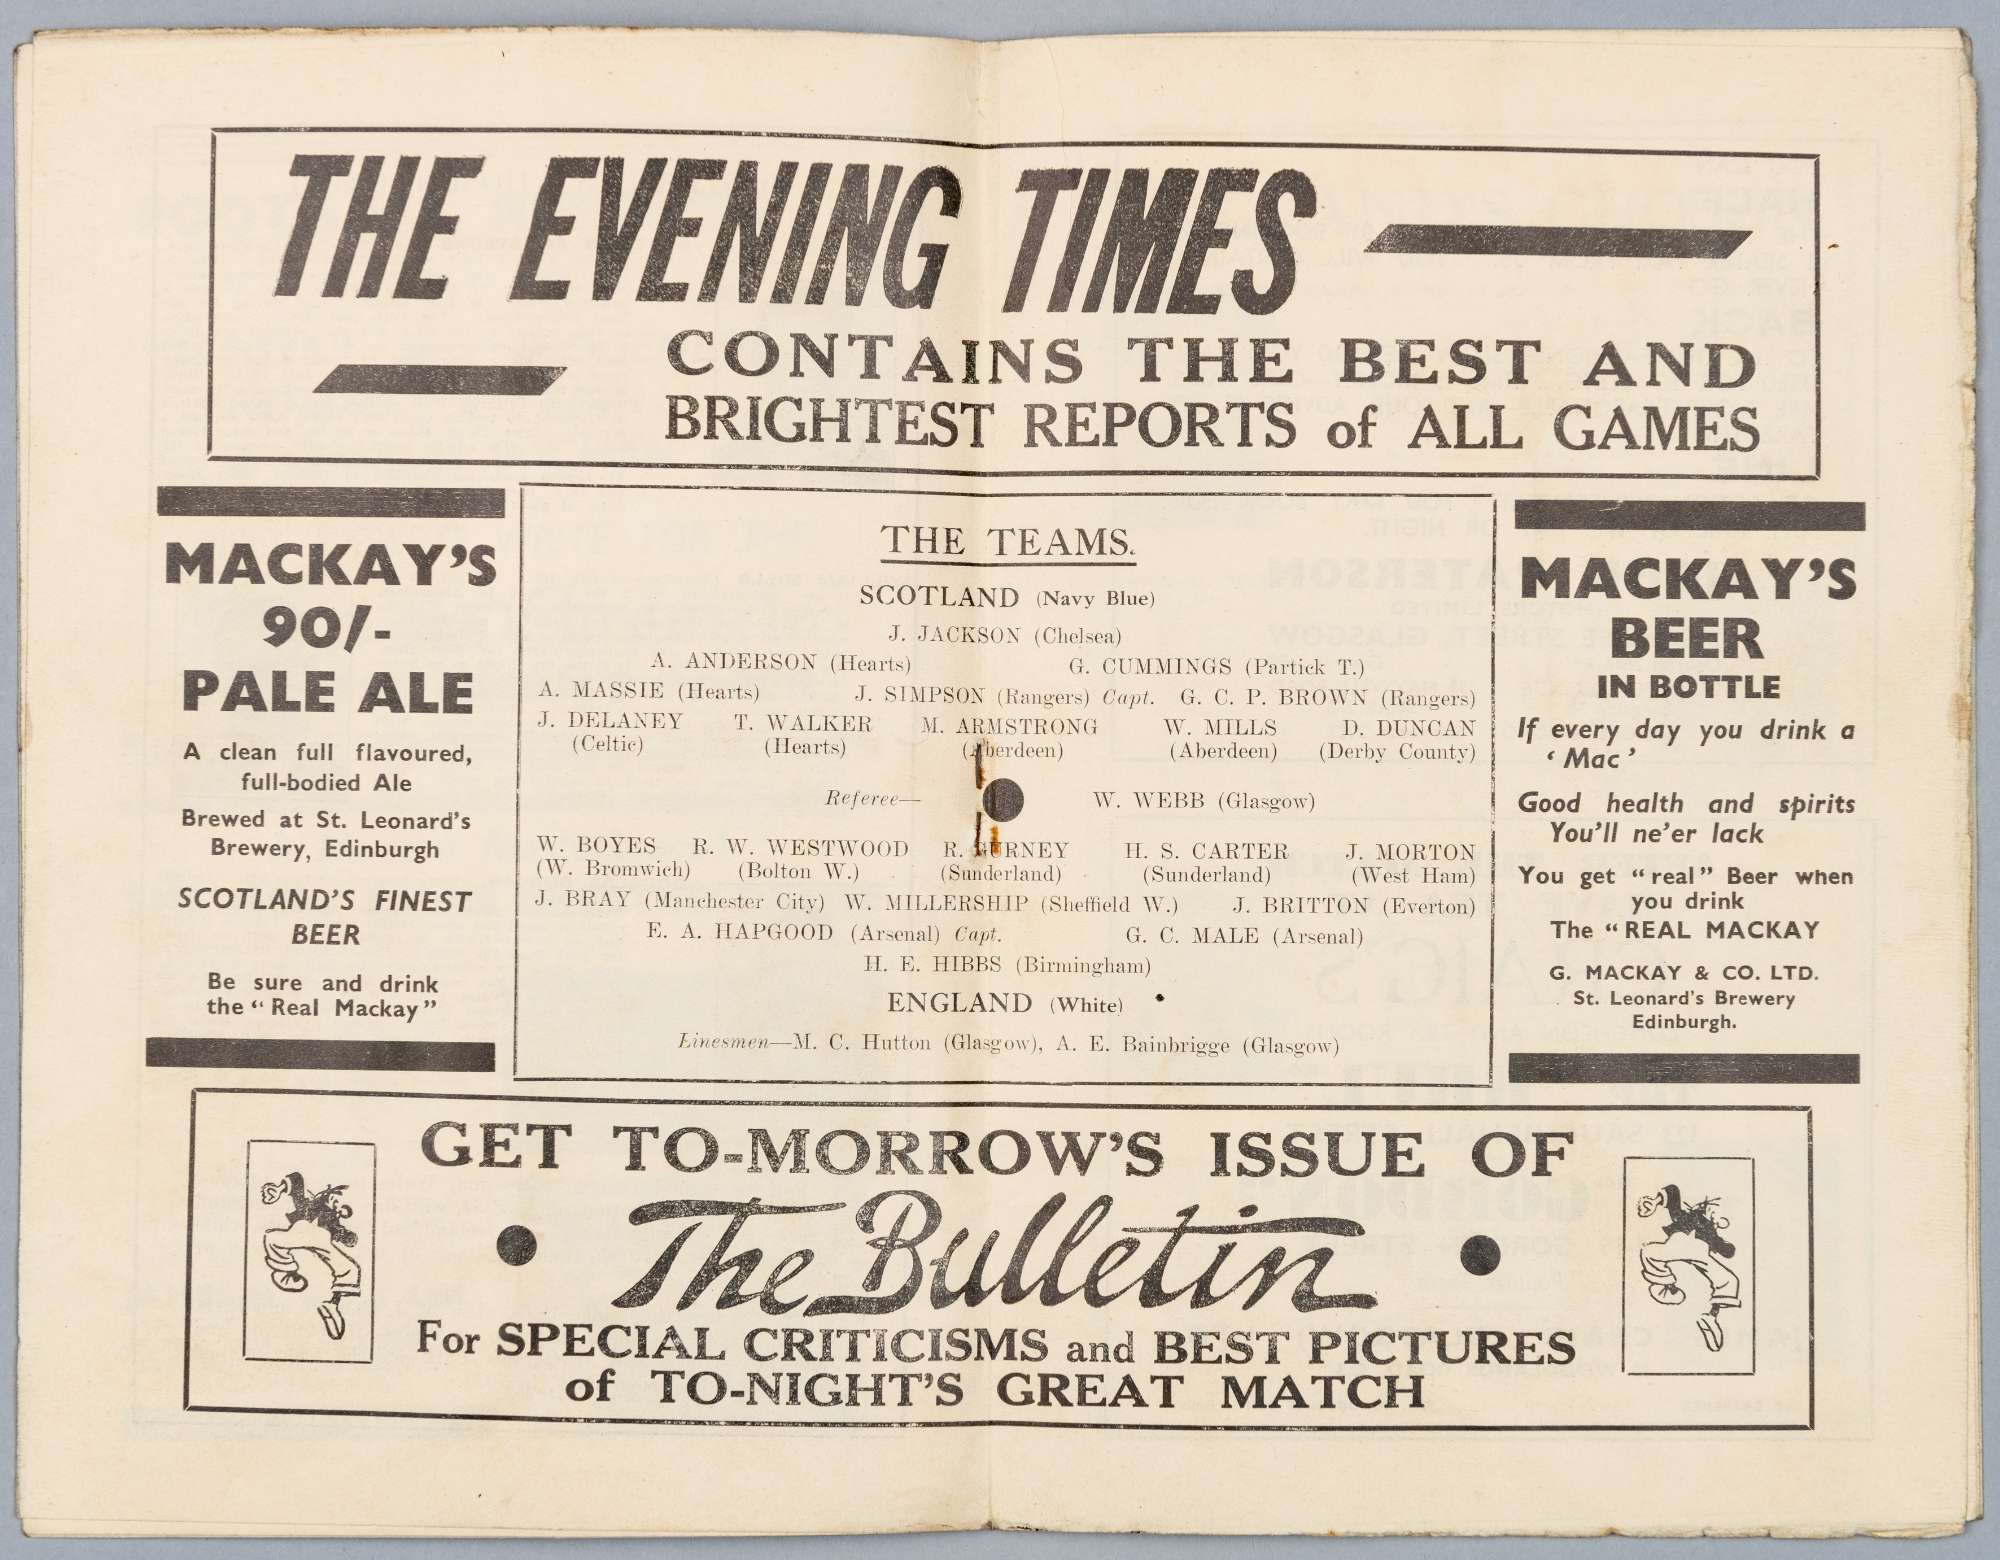 THE EVENING TIMES
CONTAINS THE BEST AND
BRIGHTEST REPORTS of ALL GAMES
MACKAY'S
90/-
PALE ALE
A clean full flavoured,
full-bodied Ale
Brewed at St. Leonard's
Brewery, Edinburgh
SCOTLAND'S FINEST
BEER
Be sure and drink
the "Real Mackay"
THE TEAMS.
SCOTLAND (Navy Blue)
J. JACKSON (Chelsea)
A. ANDERSON (Hearts) G. CUMMINGS (Partick T.)
A. MASSIE (Hearts) J. SIMPSON (Rangers) Capt. G. C. P. BROWN (Rangers)
J. DELANEY T. WALKER M. ARMSTRONG W. MILLS D. DUNCAN
(Celtic) (Hearts) (Aberdeen) (Aberdeen) (Derby County)
Referee— W. WEBB (Glasgow)
W. BOYES R. W. WESTWOOD R. GURNEY H. S. CARTER J. MORTON
(W. Bromwich) (Bolton W.) (Sunderland) (Sunderland) (West Ham)
J. BRAY (Manchester City) W. MILLERSHIP (Sheffield W.) J. BRITTON (Everton)
E. A. HAPGOOD (Arsenal) Capt. G. C. MALE (Arsenal)
H. E. HIBBS (Birmingham)
ENGLAND (White)
Linesmen—M. C. Hutton (Glasgow), A. E. Bainbrigge (Glasgow)
MACKAY'S
BEER
IN BOTTLE
If every day you drink a
'Mac'
Good health and spirits
You'll ne'er lack
You get "real" Beer when
you drink
The "REAL MACKAY
G. MACKAY & CO. LTD.
St. Leonard's Brewery
Edinburgh.
GET TO-MORROW'S ISSUE OF
The Bulletin
For SPECIAL CRITICISMS and BEST PICTURES
of TO-NIGHT'S GREAT MATCH